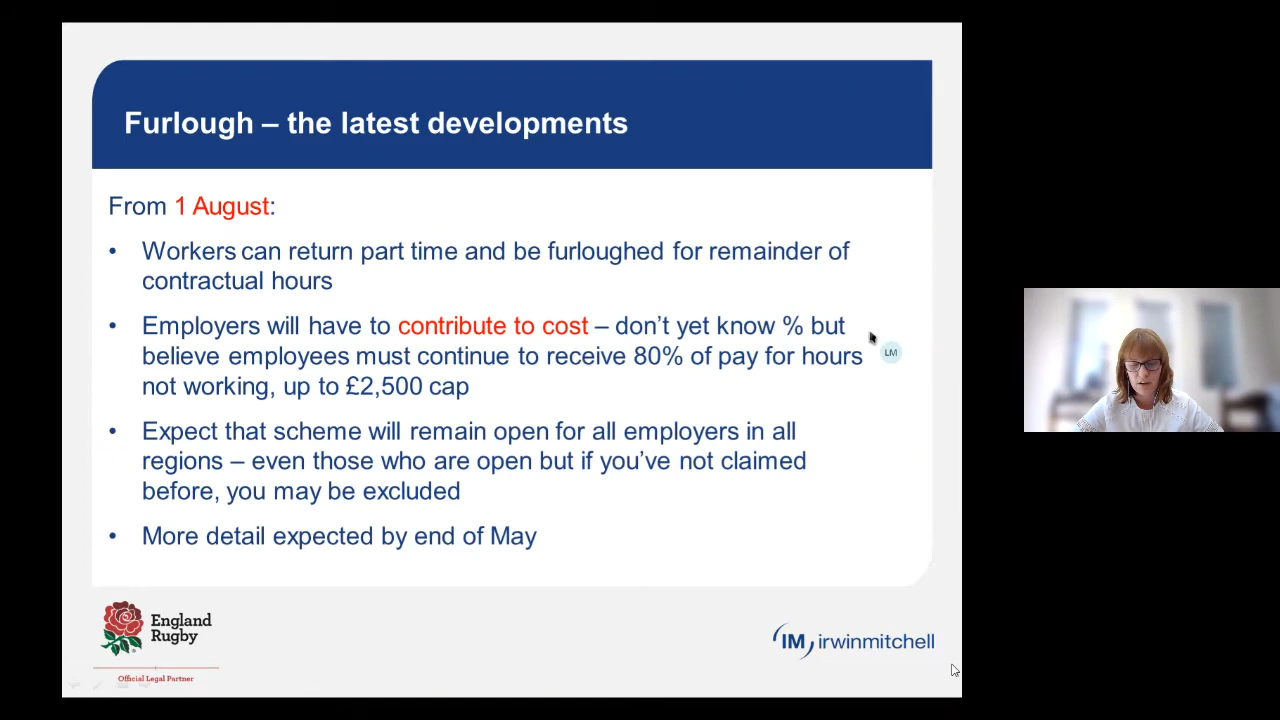 Furlough – the latest developments
From 1 August:
• Workers can return part time and be furloughed for remainder of
contractual hours
• Employers will have to contribute to cost – don’t yet know % but
believe employees must continue to receive 80% of pay for hours
not working, up to £2,500 cap
• Expect that scheme will remain open for all employers in all
regions – even those who are open but if you’ve not claimed
before, you may be excluded
• More detail expected by end of May
LM
England
Rugby
Official Legal Partner
IM irwinmitchell